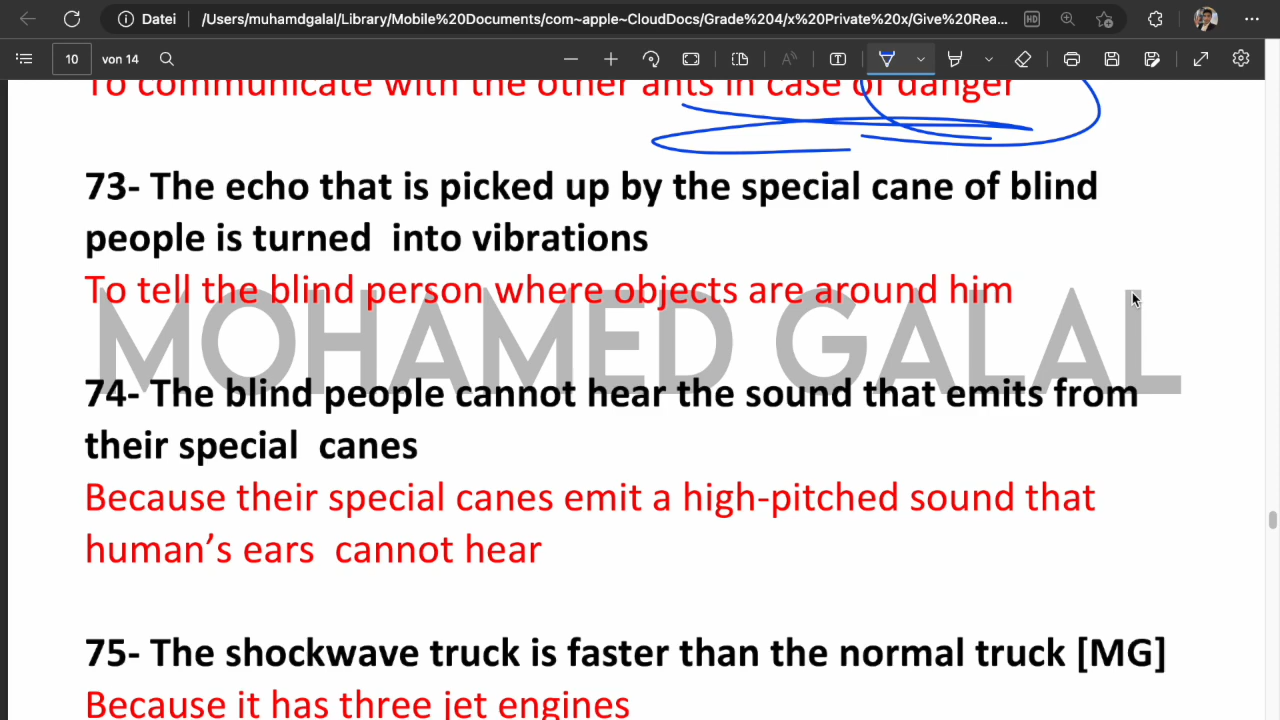 Datei
/Users/muhamdgalal/Library/Mobile%20Documents/com~apple~CloudDocs/Grade%204/x%20Private%20x/Give%20Rea...
HD
10 von 14
To communicate with the other ants in case of danger
73- The echo that is picked up by the special cane of blind
people is turned  into vibrations
To tell the blind person where objects are around him
MOHAMED GALAL
74- The blind people cannot hear the sound that emits from
their special  canes
Because their special canes emit a high-pitched sound that
human’s ears  cannot hear
75- The shockwave truck is faster than the normal truck [MG]
Because it has three jet engines